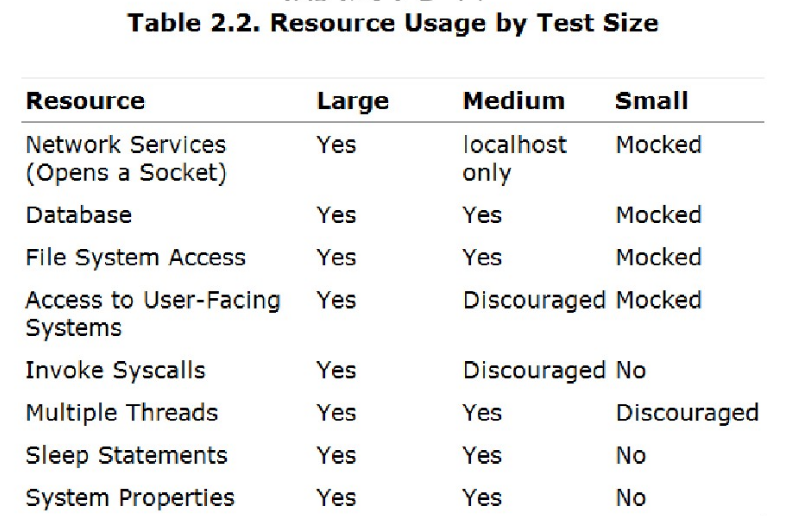 Table 2.2. Resource Usage by Test Size
Resource Large Medium Small
Network Services Yes localhost Mocked
(Opens a Socket) only
Database Yes Yes Mocked
File System Access Yes Yes Mocked
Access to User-Facing Yes Discouraged Mocked
Systems
Invoke Syscalls Yes Discouraged No
Multiple Threads Yes Yes Discouraged
Sleep Statements Yes Yes No
System Properties Yes Yes No